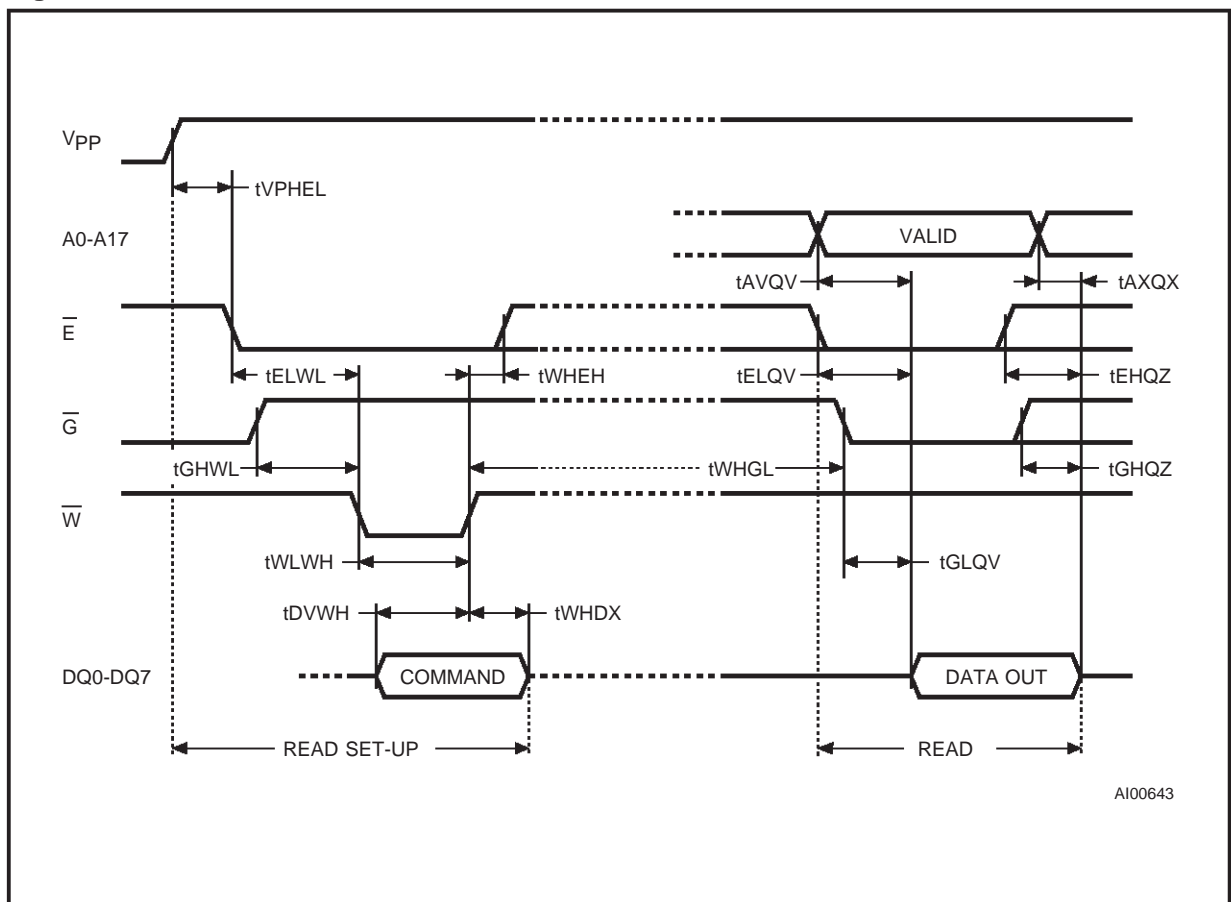 VPP
tVPHEL
A0-A17
VALID
tAVQV
tAXQX
E
tELWL
tWHEH
tELQV
tEHQZ
G
tGHWL
tWHGL
tGHQZ
W
tWLWH
tGLQV
tDVWH
tWHDX
DQ0-DQ7
COMMAND
DATA OUT
READ SET-UP
READ
AI00643